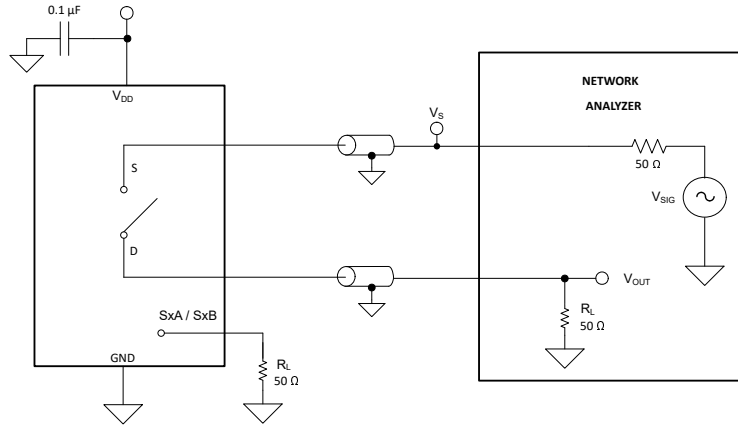 0.1 µF
VDD
NETWORK
ANALYZER
VS
S
50 Ω
VSIG
D
VOUT
SxA / SxB
RL
50 Ω
GND
RL
50 Ω